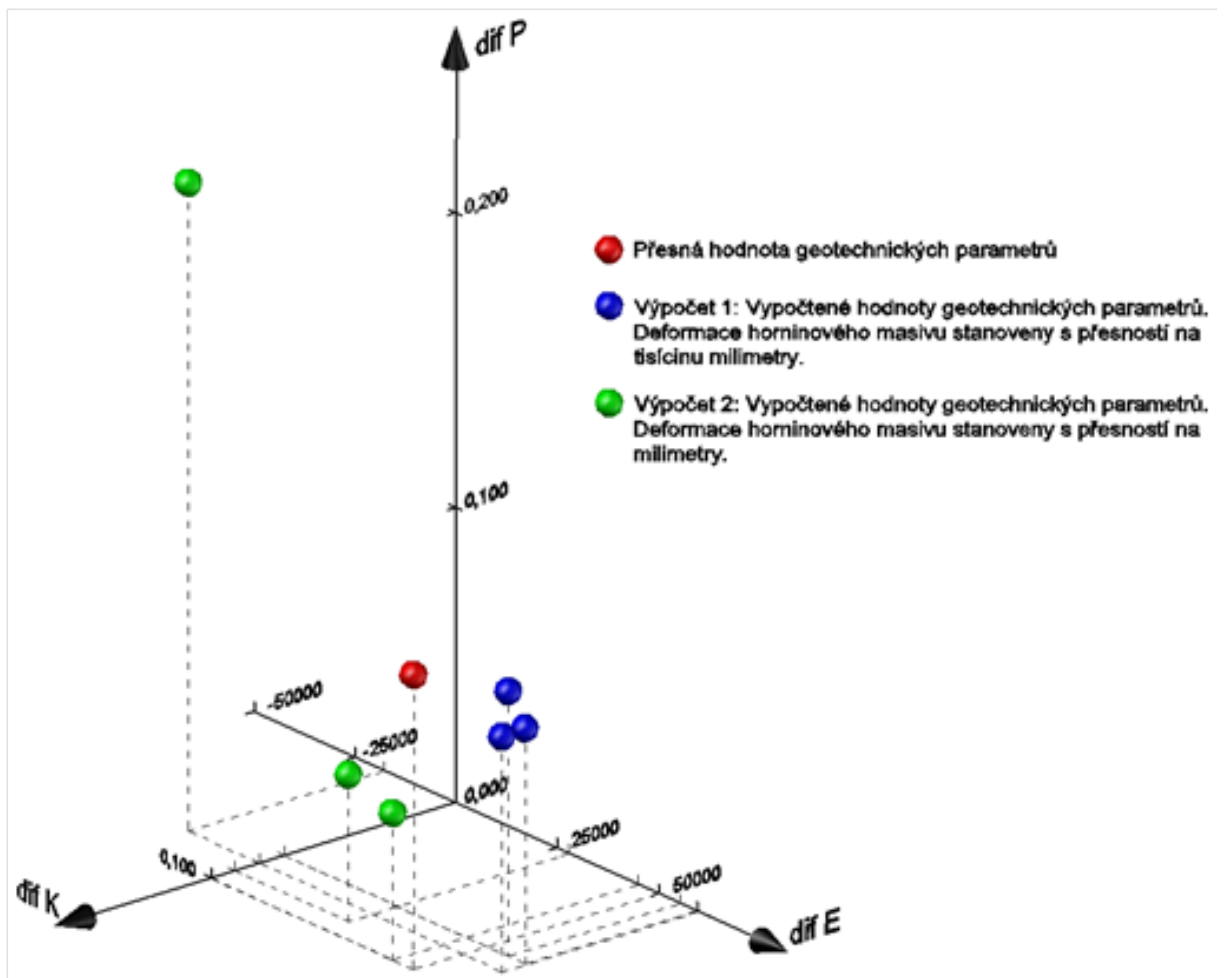 dif P
0,200
Přesná hodnota geotechnických parametrů
Výpočet 1: Vypočtené hodnoty geotechnických parametrů.
Deformace horninového masivu stanoveny s přesností na
tisícinu milimetry.
Výpočet 2: Vypočtené hodnoty geotechnických parametrů.
Deformace horninového masivu stanoveny s přesností na
milimetry.
0,100
-50000
-25000
0,000
25000
50000
0,100
dif K
dif E